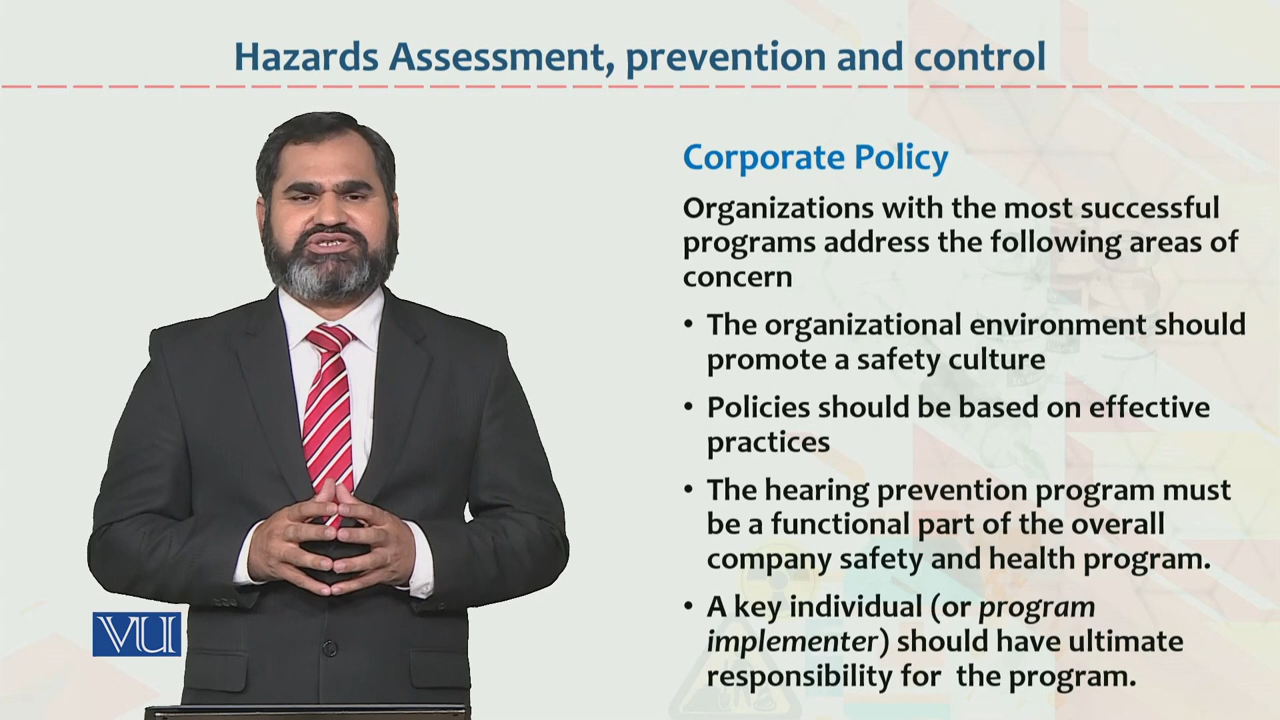 Hazards Assessment, prevention and control
Corporate Policy
Organizations with the most successful
programs address the following areas of
concern
• The organizational environment should
promote a safety culture
• Policies should be based on effective
practices
• The hearing prevention program must
be a functional part of the overall
company safety and health program.
• A key individual (or program
implementer) should have ultimate
responsibility for the program.
VU